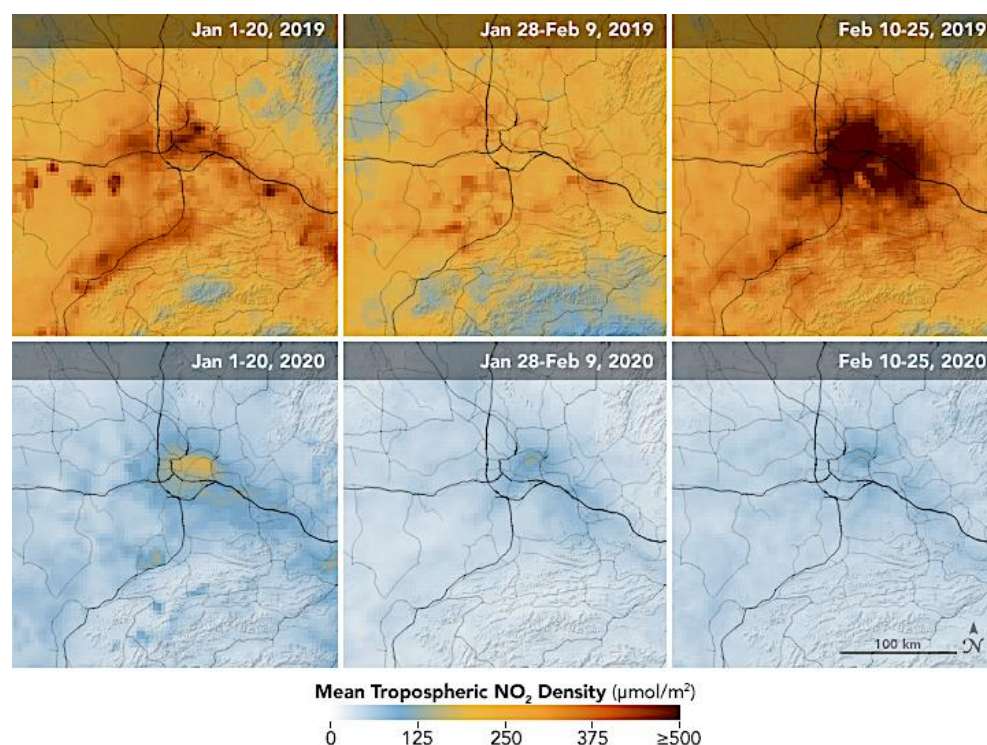 Jan 1-20, 2019
Jan 28-Feb 9, 2019
Feb 10-25, 2019
Jan 1-20, 2020
Jan 28-Feb 9, 2020
Feb 10-25, 2020
100 km
N
Mean Tropospheric NO₂ Density (µmol/m²)
0 125 250 375 ≥500